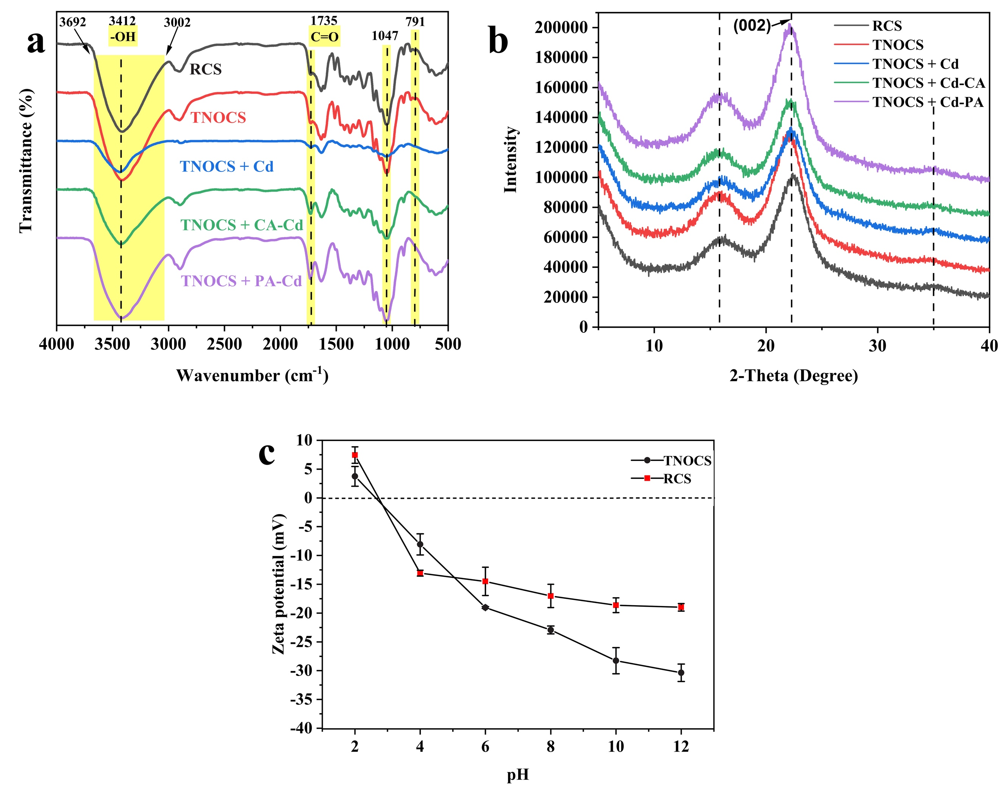 a
3692
3412
-OH
3002
1735
C=O
1047
791
RCS
TNOCS
TNOCS + Cd
TNOCS + CA-Cd
TNOCS + PA-Cd
Transmittance (%)
4000 3500 3000 2500 2000 1500 1000 500
Wavenumber (cm-1)
b
(002)
RCS
TNOCS
TNOCS + Cd
TNOCS + Cd-CA
TNOCS + Cd-PA
200000
180000
160000
140000
120000
100000
80000
60000
40000
20000
0
Intensity
10 20 30 40
2-Theta (Degree)
c
TNOCS
RCS
10
5
0
-5
-10
-15
-20
-25
-30
-35
-40
Zeta potential (mV)
2 4 6 8 10 12
pH